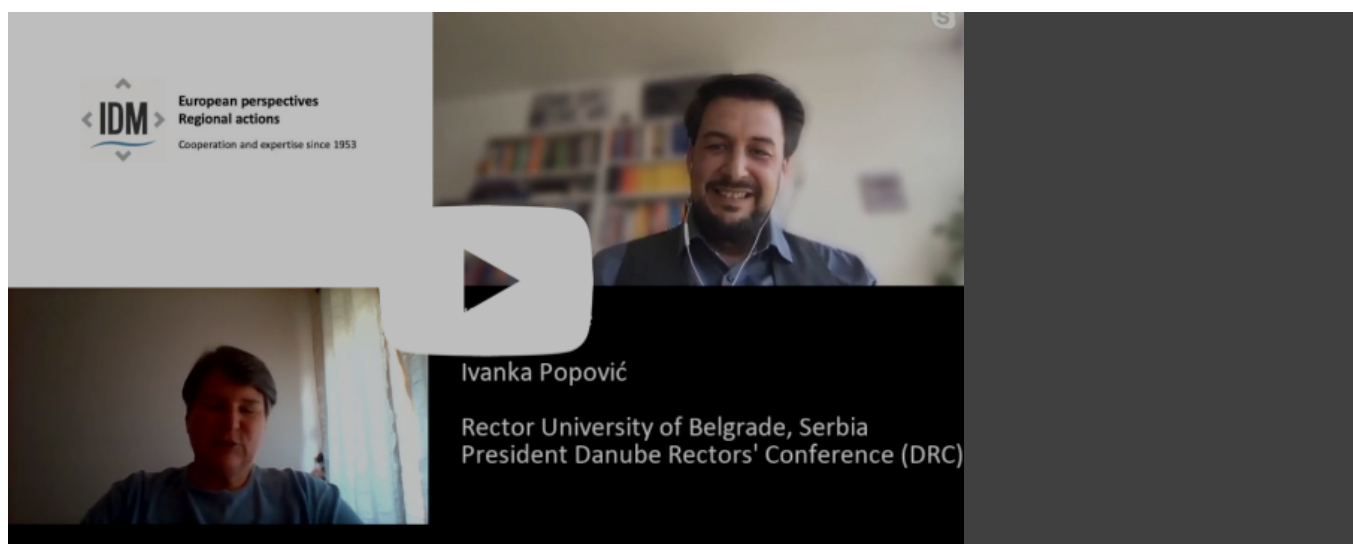 IDM
European perspectives
Regional actions
Cooperation and expertise since 1953
S
Ivanka Popović
Rector University of Belgrade, Serbia
President Danube Rectors' Conference (DRC)